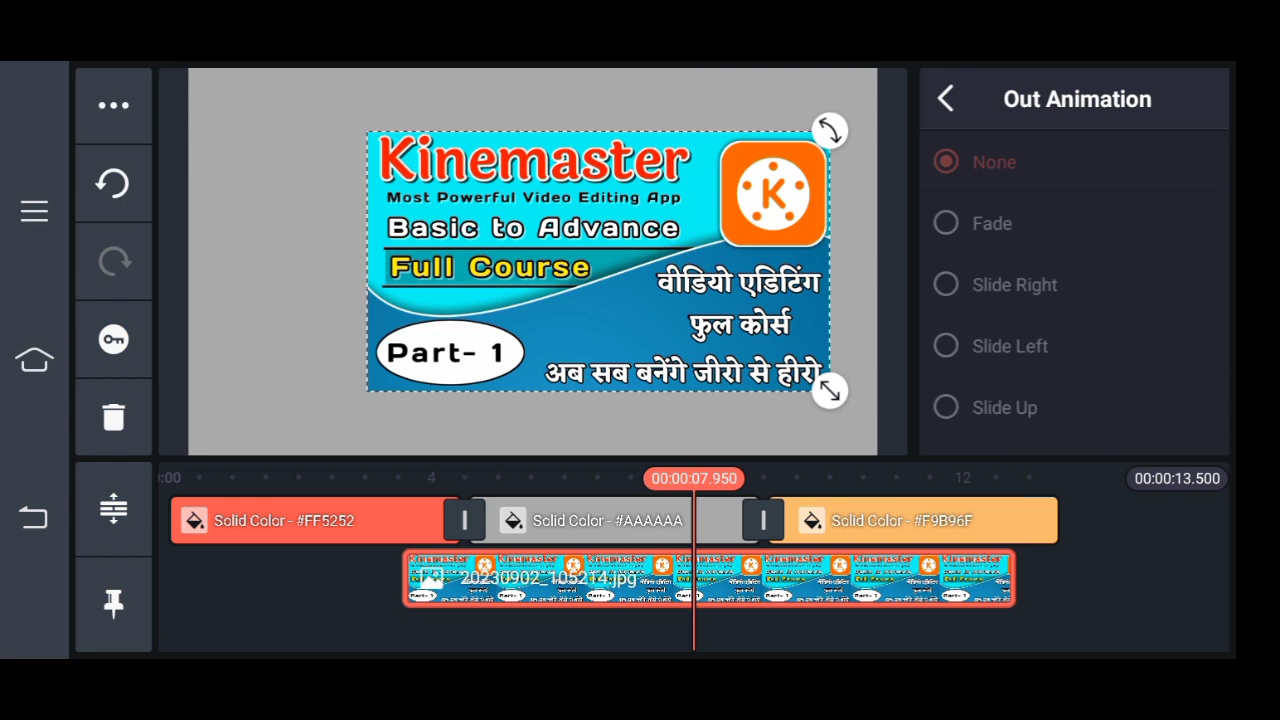 Out Animation
None
Fade
Slide Right
Slide Left
Slide Up
Kinemaster
Most Powerful Video Editing App
Basic to Advance
Full Course
K
वीडियो एडिटिंग
फुल कोर्स
Part- 1
अब सब बनेंगे जीरो से हीरो
:00
4
00:00:07.950
12
00:00:13.500
Solid Color - #FF5252
Solid Color - #AAAAAA
Solid Color - #F9B96F
20230902_105214.jpg